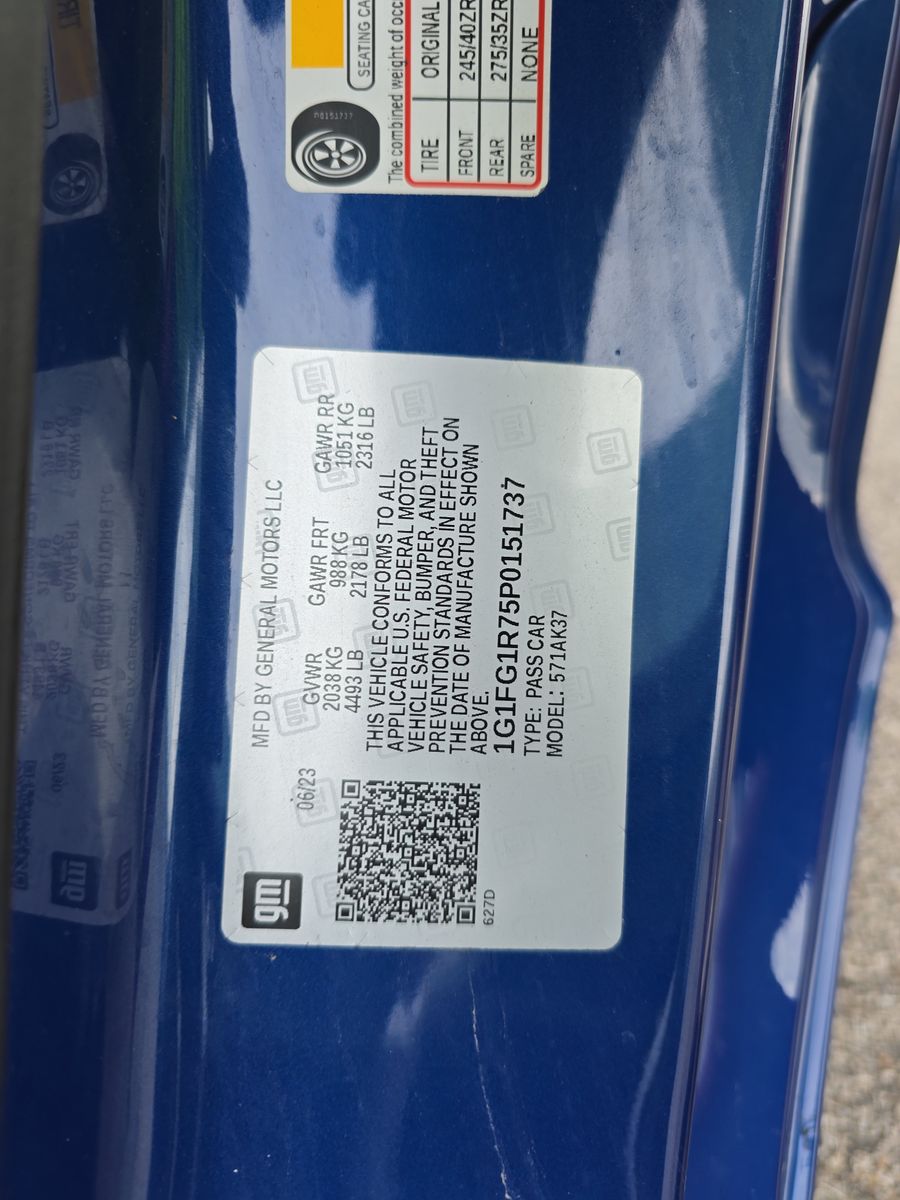 gm
MFD BY GENERAL MOTORS LLC
06/23
GVWR GAWR FRT GAWR RR
2038 KG 988 KG 1051 KG
4493 LB 2178 LB 2316 LB
THIS VEHICLE CONFORMS TO ALL
APPLICABLE U.S. FEDERAL MOTOR
VEHICLE SAFETY, BUMPER, AND THEFT
PREVENTION STANDARDS IN EFFECT ON
THE DATE OF MANUFACTURE SHOWN
ABOVE.
1G1FG1R75P0151737
TYPE: PASS CAR
MODEL: 571AK37
627D
SEATING CA
P0151737
The combined weight of occ
TIRE ORIGINAL
FRONT 245/40ZR
REAR 275/35ZR
SPARE NONE